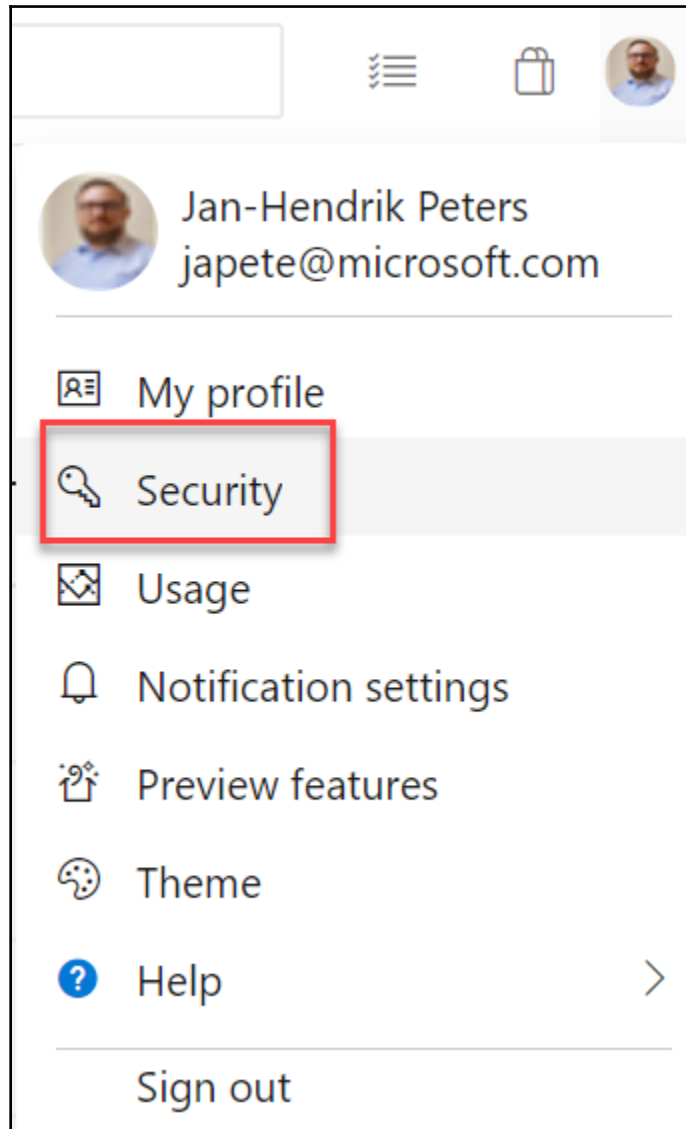 Jan-Hendrik Peters
japete@microsoft.com
My profile
Security
Usage
Notification settings
Preview features
Theme
Help
Sign out